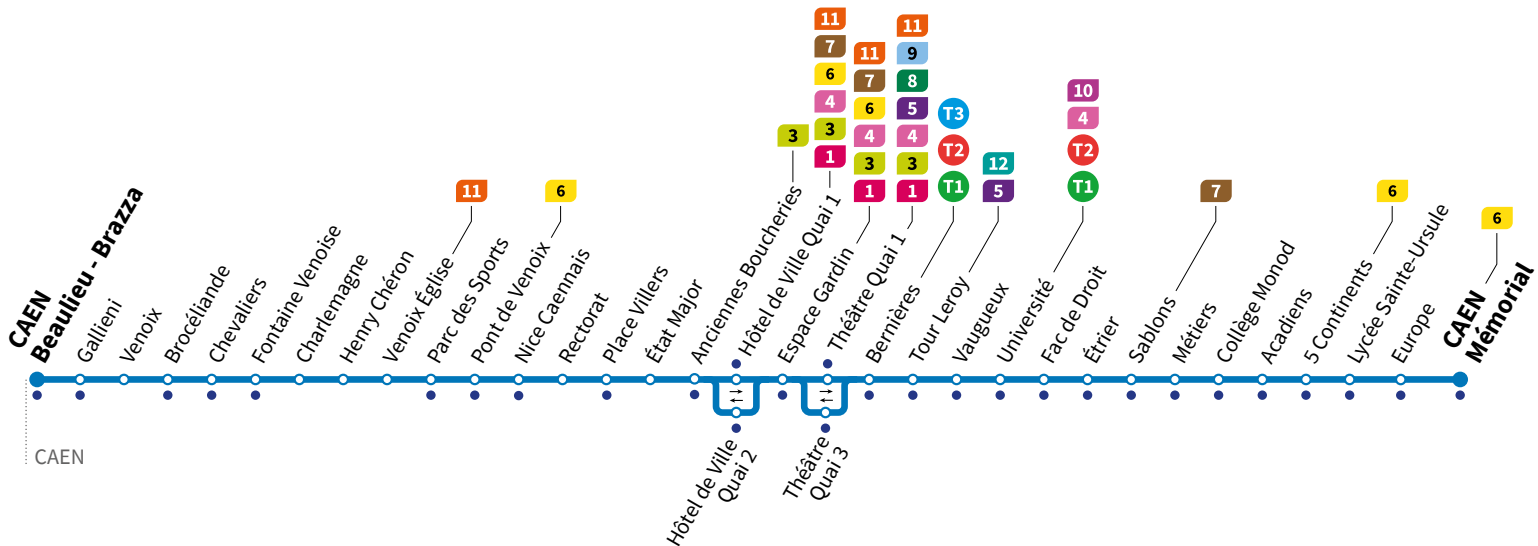 CAEN
Beaulieu - Brazza
Gallieni
Venoix
Brocéliande
Chevaliers
Fontaine Venoise
Charlemagne
Henry Chéron
Venoix Église
11
Parc des Sports
Pont de Venoix
6
Nice Caennais
Rectorat
Place Villers
État Major
Anciennes Boucheries
3
Hôtel de Ville Quai 1
11
7
6
4
3
1
Hôtel de Ville
Quai 2
Espace Gardin
11
7
6
4
3
1
Théâtre Quai 1
11
9
8
5
4
3
1
Théâtre
Quai 3
Bernières
T3
T2
T1
Tour Leroy
12
5
Vaugueux
Université
10
4
T2
T1
Fac de Droit
Étrier
Sablons
7
Métiers
Collège Monod
Acadiens
5 Continents
6
Lycée Sainte-Ursule
Europe
CAEN
Mémorial
6
CAEN